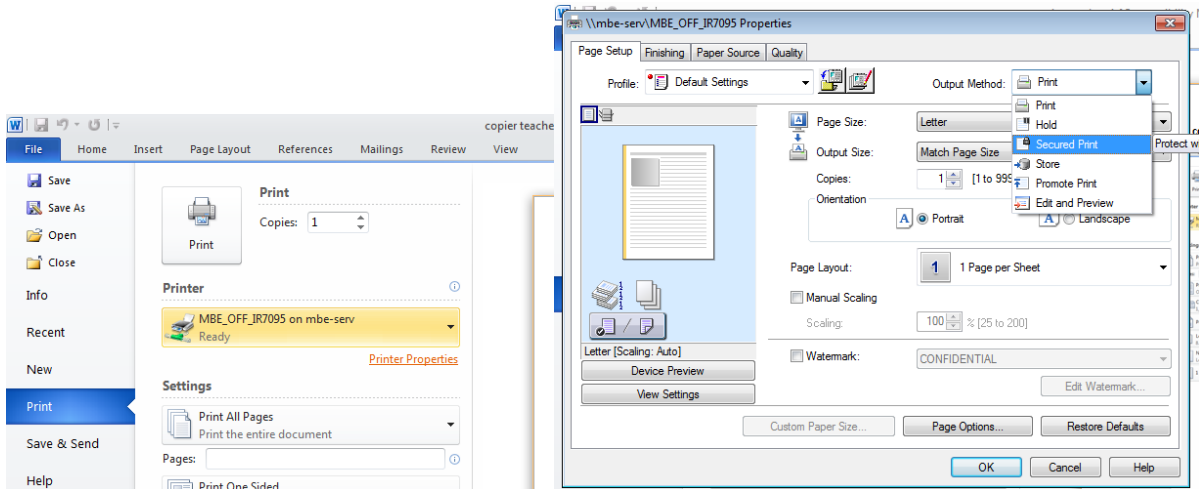 copier teache
File Home Insert Page Layout References Mailings Review View
Save
Save As
Open
Close
Info
Recent
New
Print
Save & Send
Help
Print
Print
Copies: 1
Printer
MBE_OFF_IR7095 on mbe-serv
Ready
Printer Properties
Settings
Print All Pages
Print the entire document
Pages:
Print One Sided
\\mbe-serv\MBE_OFF_IR7095 Properties
Page Setup Finishing Paper Source Quality
Profile: Default Settings
Output Method: Print
Print
Hold
Secured Print
Store
Promote Print
Edit and Preview
Protect w
Page Size: Letter
Output Size: Match Page Size
Copies: 1 [1 to 999
Orientation
A Portrait A Landscape
Page Layout: 1 1 Page per Sheet
Manual Scaling
Scaling: 100 % [25 to 200]
Watermark: CONFIDENTIAL
Edit Watermark...
Letter [Scaling: Auto]
Device Preview
View Settings
Custom Paper Size... Page Options... Restore Defaults
OK Cancel Help